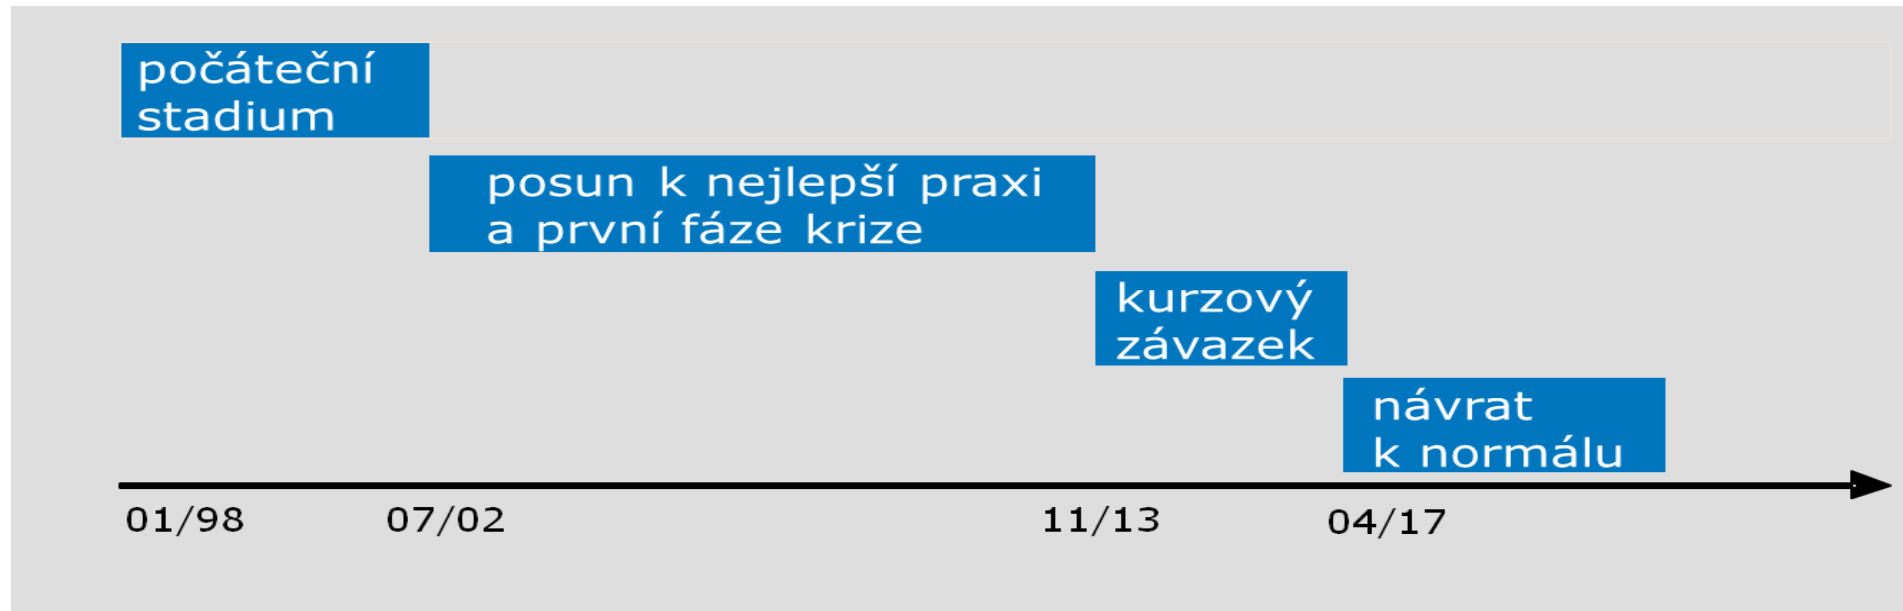 počáteční
stadium
posun k nejlepší praxi
a první fáze krize
kurzový
závazek
návrat
k normálu
01/98
07/02
11/13
04/17